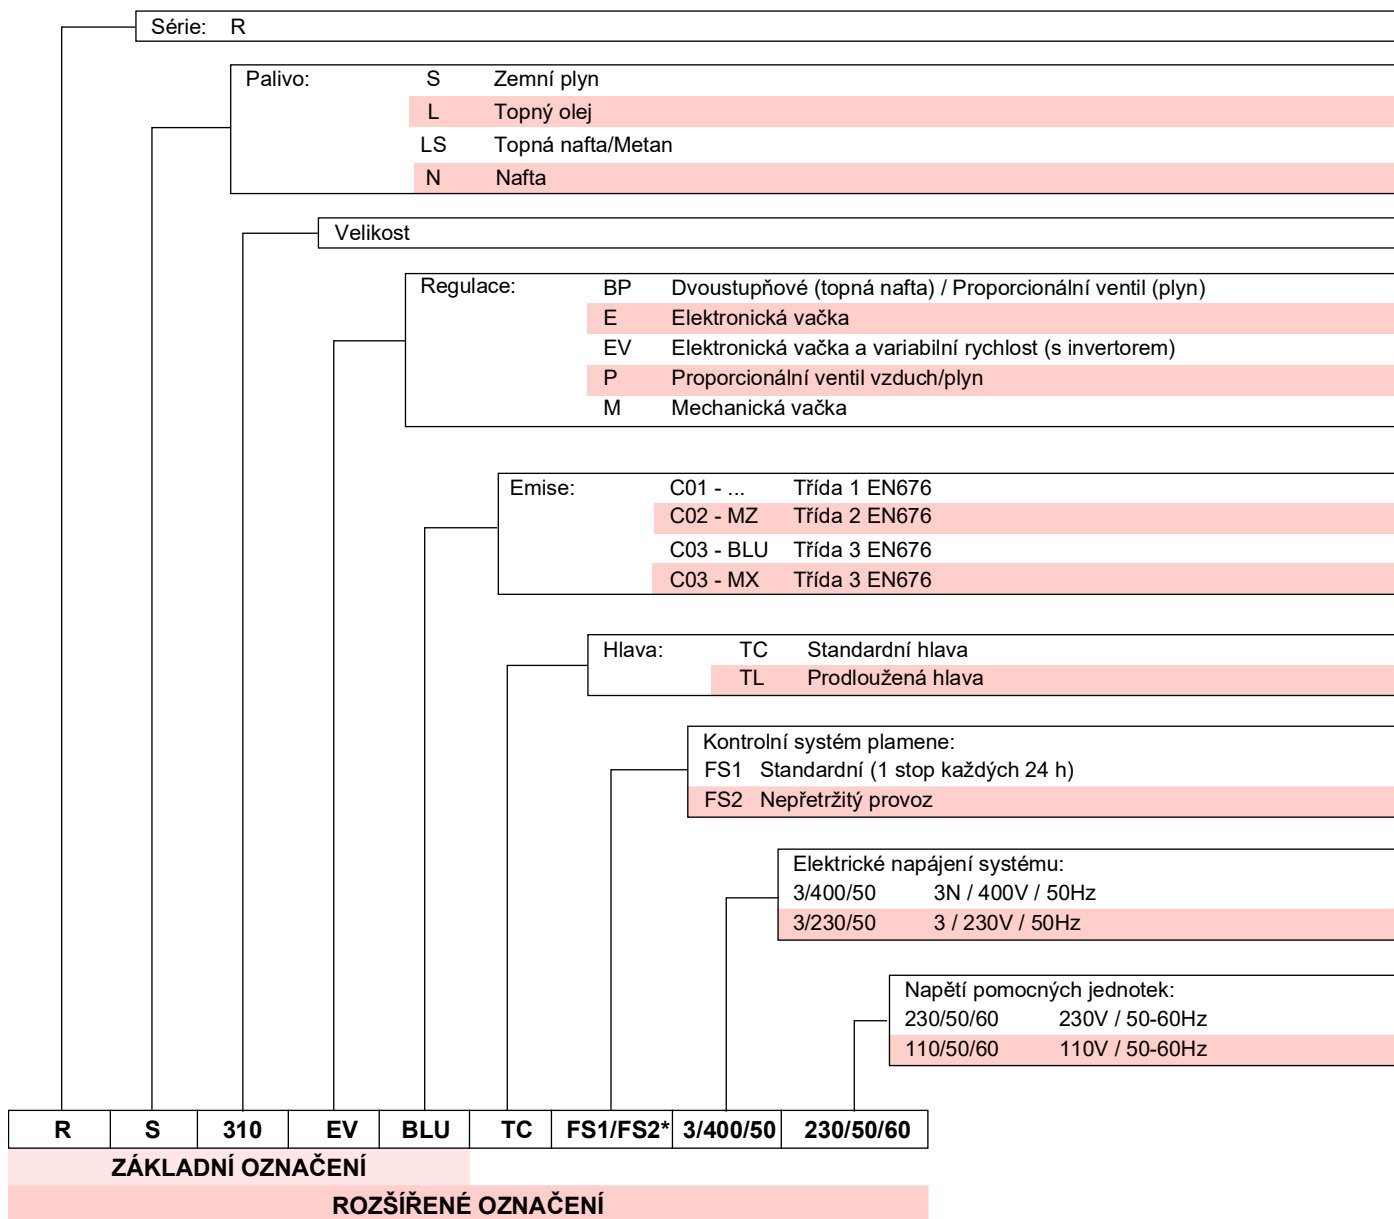 Série: R
Palivo: S Zemní plyn
L Topný olej
LS Topná nafta/Metan
N Nafta
Velikost
Regulace: BP Dvoustupňové (topná nafta) / Proporcionální ventil (plyn)
E Elektronická vačka
EV Elektronická vačka a variabilní rychlost (s invertorem)
P Proporcionální ventil vzduch/plyn
M Mechanická vačka
Emise: C01 - ... Třída 1 EN676
C02 - MZ Třída 2 EN676
C03 - BLU Třída 3 EN676
C03 - MX Třída 3 EN676
Hlava: TC Standardní hlava
TL Prodloužená hlava
Kontrolní systém plamene:
FS1 Standardní (1 stop každých 24 h)
FS2 Nepřetržitý provoz
Elektrické napájení systému:
3/400/50 3N / 400V / 50Hz
3/230/50 3 / 230V / 50Hz
Napětí pomocných jednotek:
230/50/60 230V / 50-60Hz
110/50/60 110V / 50-60Hz
R S 310 EV BLU TC FS1/FS2* 3/400/50 230/50/60
ZÁKLADNÍ OZNAČENÍ
ROZŠÍŘENÉ OZNAČENÍ